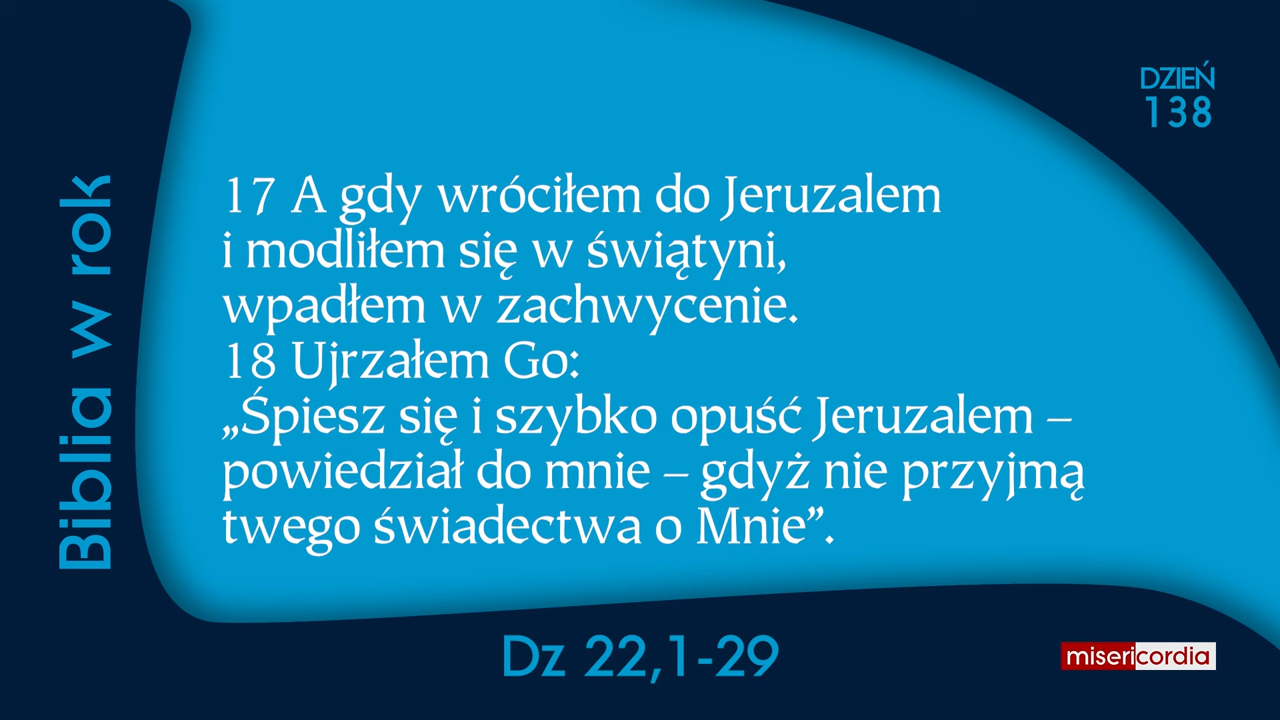 DZIEŃ
138
Biblia w rok
17 A gdy wróciłem do Jeruzalem
i modliłem się w świątyni,
wpadłem w zachwycenie.
18 Ujrzałem Go:
„Śpiesz się i szybko opuść Jeruzalem –
powiedział do mnie – gdyż nie przyjmą
twego świadectwa o Mnie”.
Dz 22,1-29
misericordia